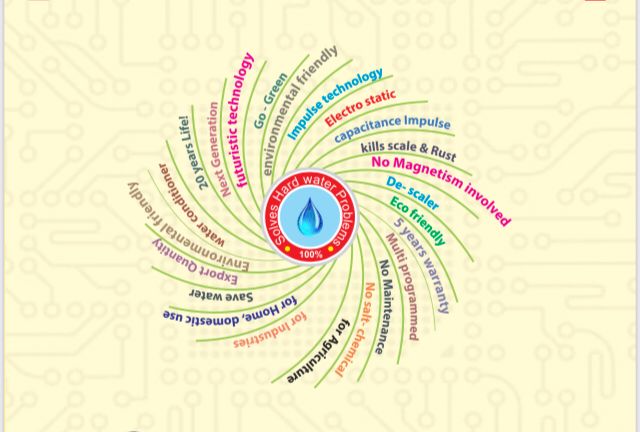 Solves Hard water Problems
100%
environmental friendly
Impulse technology
Electro static
capacitance Impulse
kills scale & Rust
No Magnetism involved
De- scaler
Eco friendly
5 years warranty
Multi programmed
No Maintenance
No salt, chemical
for Agriculture
for Industries
for Home, domestic use
Save water
Export Quantity
Environmental friendly
water conditioner
20 years Life!
Next Generation
futuristic technology
Go - Green